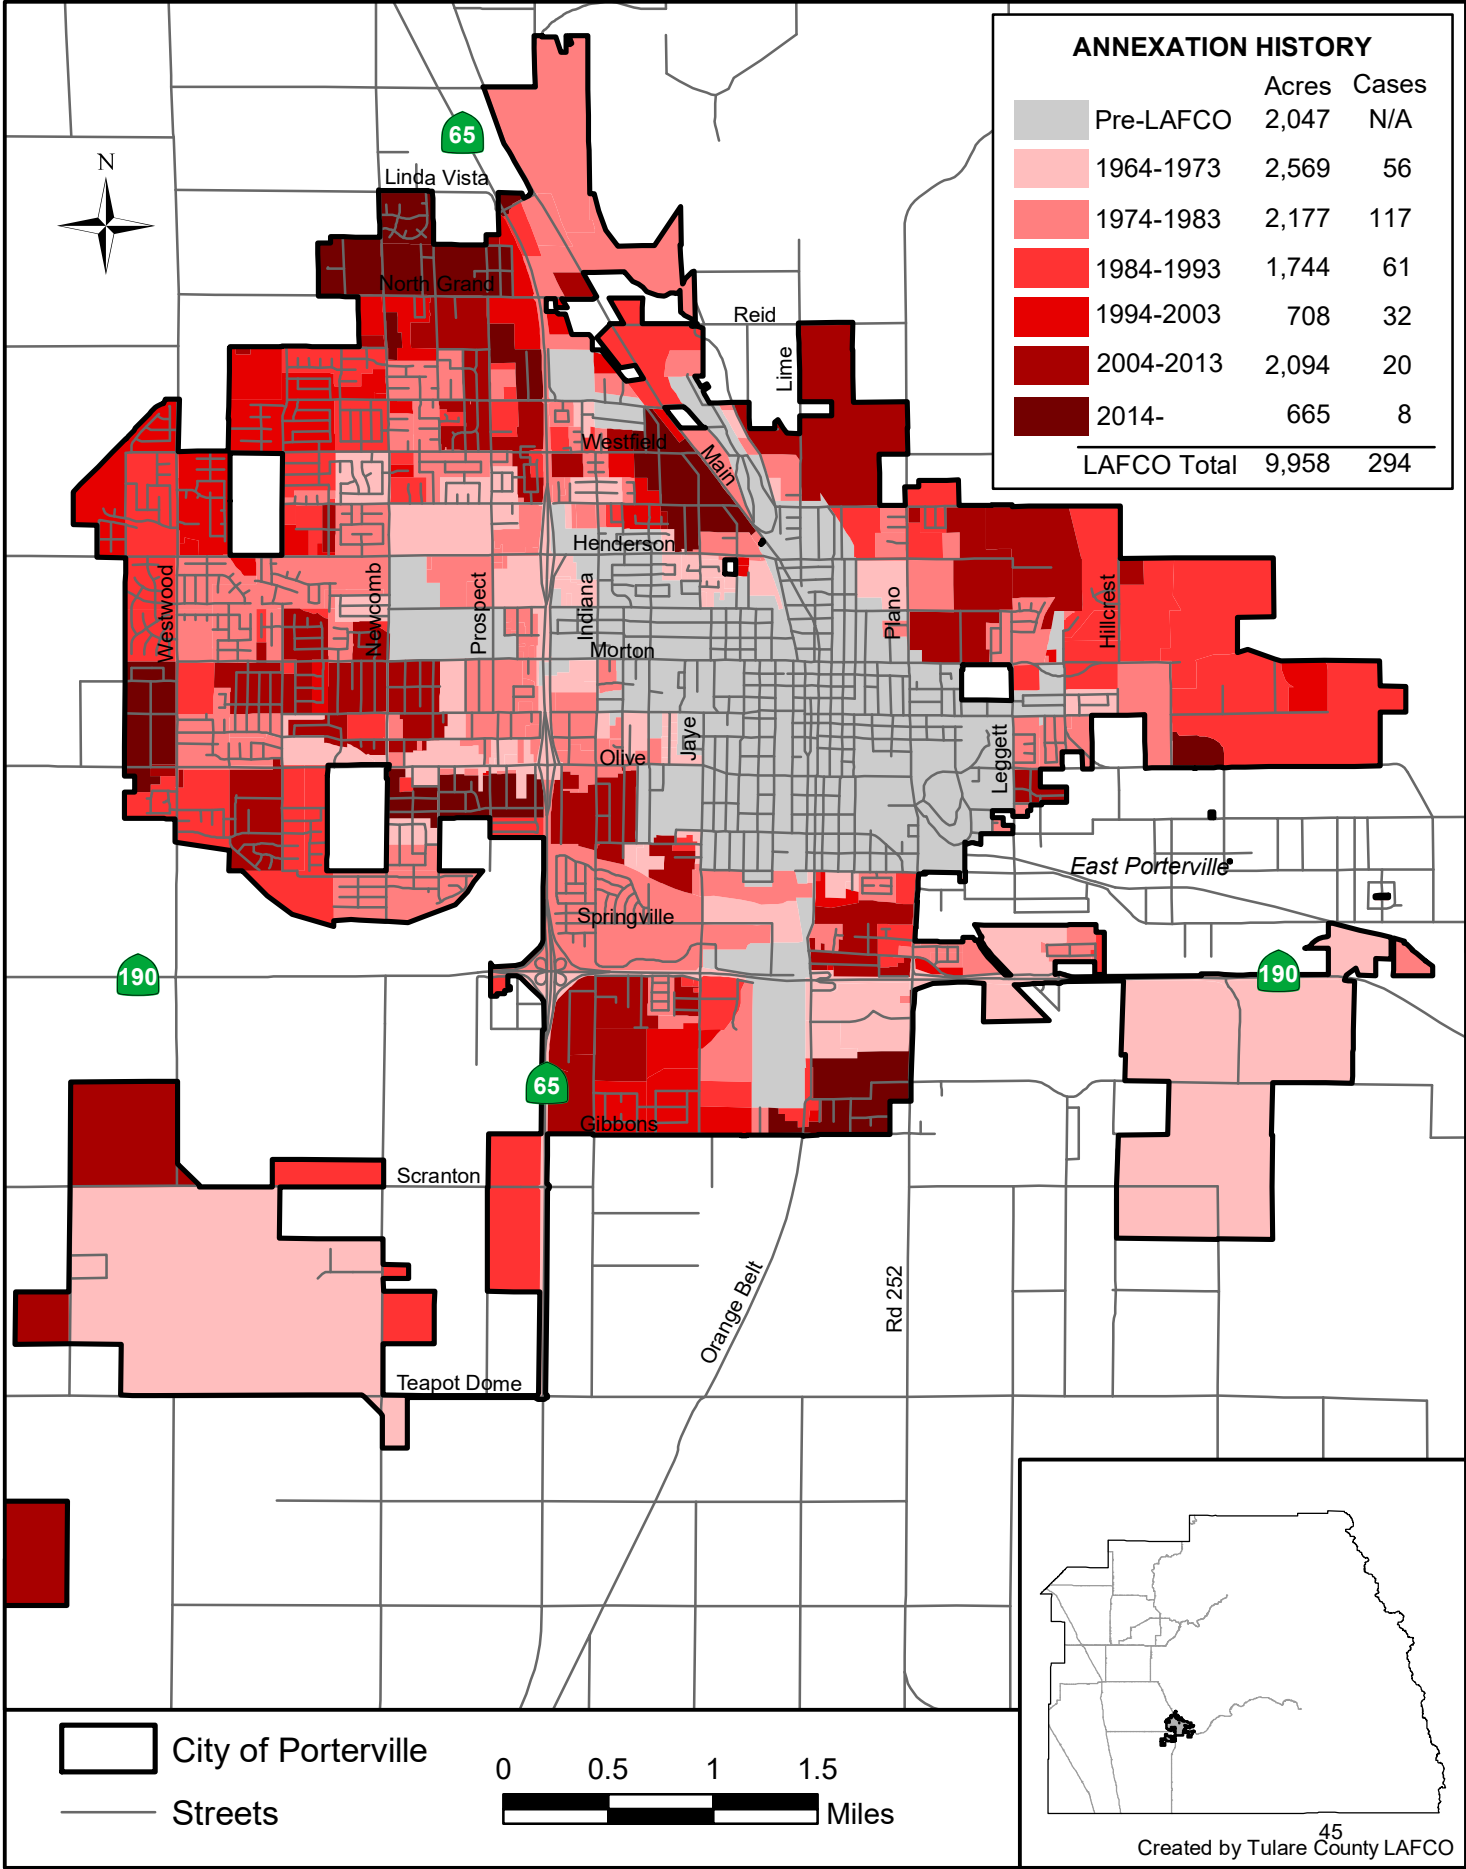 ANNEXATION HISTORY
Acres Cases
Pre-LAFCO 2,047 N/A
1964-1973 2,569 56
1974-1983 2,177 117
1984-1993 1,744 61
1994-2003 708 32
2004-2013 2,094 20
2014- 665 8
LAFCO Total 9,958 294
65
N
Linda Vista
North Grand
Reid
Lime
Westfield
Main
Henderson
Westwood
Newcomb
Prospect
Indiana
Plano
Hillcrest
Morton
Jaye
Olive
Leggett
East Porterville
Springville
190
190
65
Gibbons
Scranton
Orange Belt
Rd 252
Teapot Dome
City of Porterville
Streets
0 0.5 1 1.5
Miles
45
Created by Tulare County LAFCO